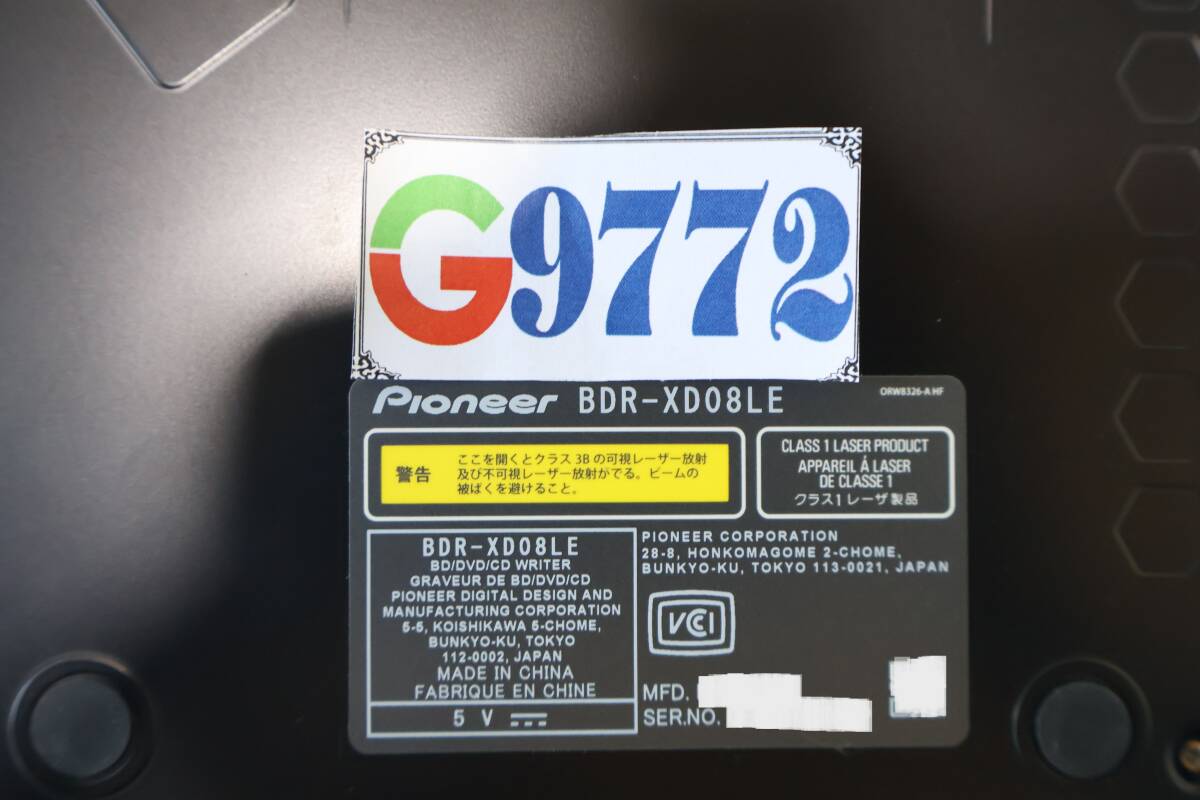 G9772
Pioneer BDR-XD08LE
ORW8326-A HF
警告
ここを開くとクラス 3B の可視レーザー放射
及び不可視レーザー放射がでる。ビームの
被ばくを避けること。
CLASS 1 LASER PRODUCT
APPAREIL Á LASER
DE CLASSE 1
クラス1 レーザ製品
BDR-XD08LE
BD/DVD/CD WRITER
GRAVEUR DE BD/DVD/CD
PIONEER DIGITAL DESIGN AND
MANUFACTURING CORPORATION
5-5, KOISHIKAWA 5-CHOME,
BUNKYO-KU, TOKYO
112-0002, JAPAN
MADE IN CHINA
FABRIQUE EN CHINE
5 V
PIONEER CORPORATION
28-8, HONKOMAGOME 2-CHOME,
BUNKYO-KU, TOKYO 113-0021, JAPAN
VCCI
MFD.
SER.NO.